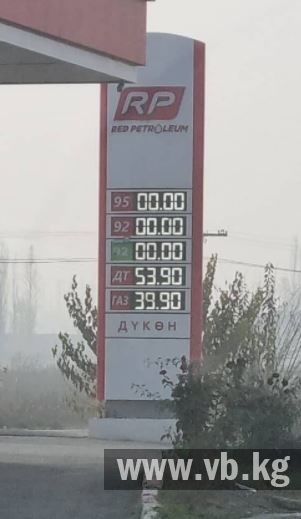 RP
RED PETROLEUM
95 00.00
92 00.00
92 00.00
ДТ 53.90
ГАЗ 39.90
ДҮКӨН
www.vb.kg